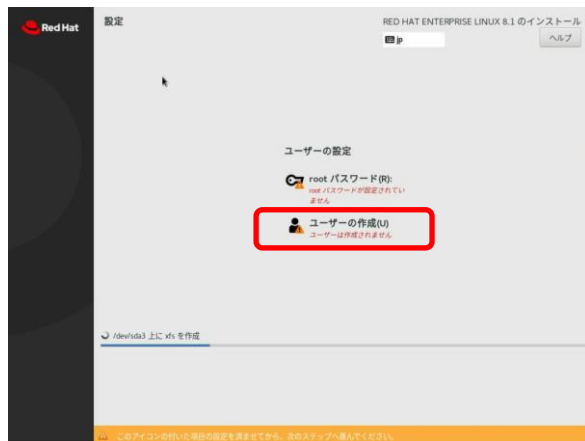 Red Hat
設定
RED HAT ENTERPRISE LINUX 8.1 のインストール
jp
ヘルプ
ユーザーの設定
root パスワード(R):
root パスワードが設定されてい
ません
ユーザーの作成(U)
ユーザーは作成されません
/dev/sda3 上に xfs を作成
このアイコンの付いた項目の設定を済ませてから、次のステップへ進んでください。